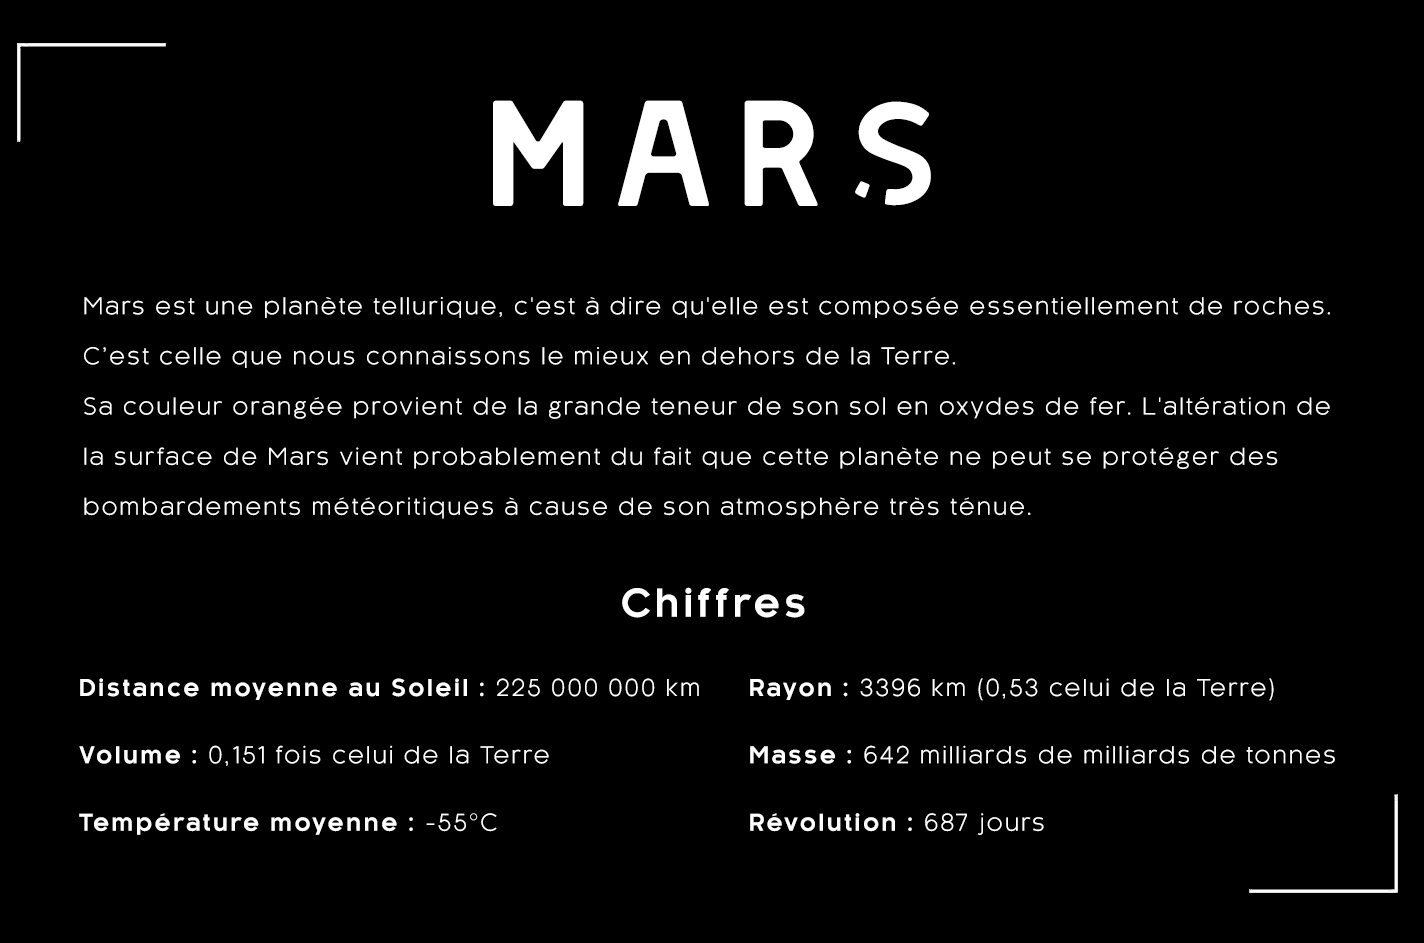 MARS
Mars est une planète tellurique, c'est à dire qu'elle est composée essentiellement de roches.
C’est celle que nous connaissons le mieux en dehors de la Terre.
Sa couleur orangée provient de la grande teneur de son sol en oxydes de fer. L'altération de
la surface de Mars vient probablement du fait que cette planète ne peut se protéger des
bombardements météoritiques à cause de son atmosphère très ténue.
Chiffres
Distance moyenne au Soleil : 225 000 000 km
Rayon : 3396 km (0,53 celui de la Terre)
Volume : 0,151 fois celui de la Terre
Masse : 642 milliards de milliards de tonnes
Température moyenne : -55°C
Révolution : 687 jours